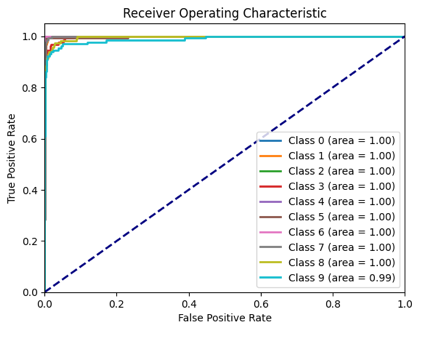 Receiver Operating Characteristic
True Positive Rate
1.0
0.8
0.6
0.4
0.2
0.0
Class 0 (area = 1.00)
Class 1 (area = 1.00)
Class 2 (area = 1.00)
Class 3 (area = 1.00)
Class 4 (area = 1.00)
Class 5 (area = 1.00)
Class 6 (area = 1.00)
Class 7 (area = 1.00)
Class 8 (area = 1.00)
Class 9 (area = 0.99)
0.0 0.2 0.4 0.6 0.8 1.0
False Positive Rate